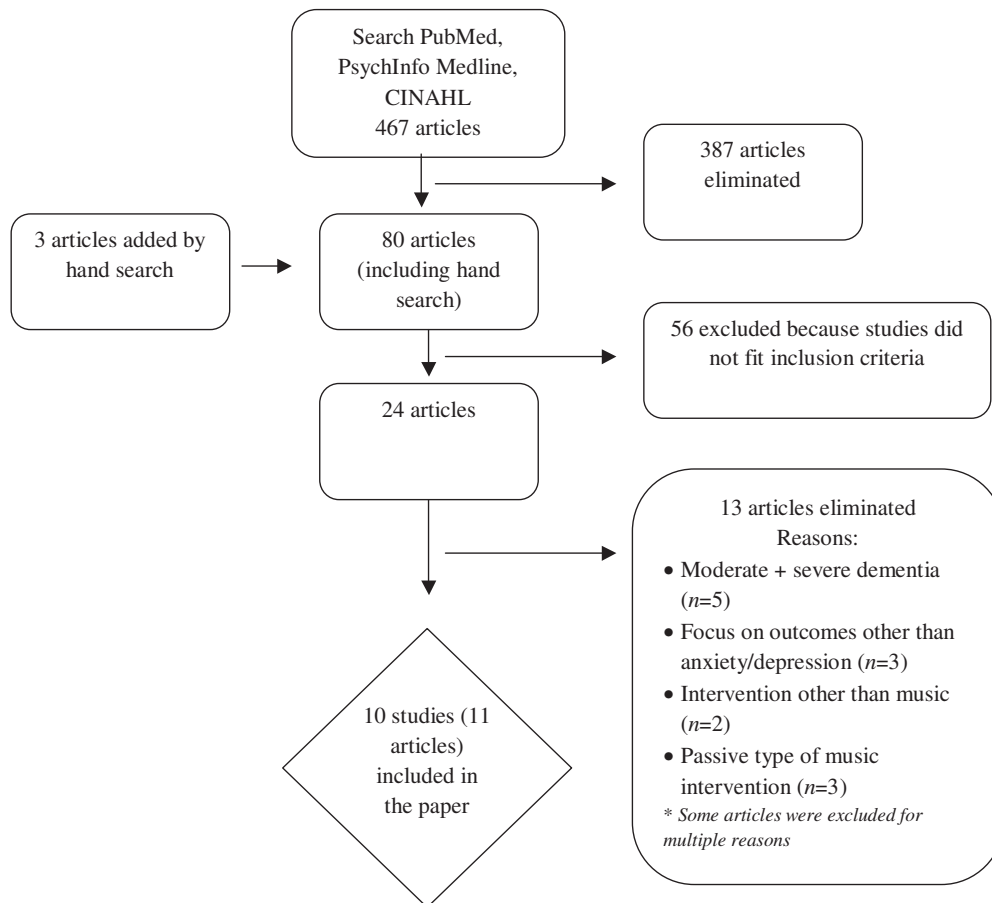 Search PubMed,
PsychInfo Medline,
CINAHL
467 articles
387 articles
eliminated
3 articles added by
hand search
80 articles
(including hand
search)
56 excluded because studies did
not fit inclusion criteria
24 articles
13 articles eliminated
Reasons:
• Moderate + severe dementia
(n=5)
• Focus on outcomes other than
anxiety/depression (n=3)
• Intervention other than music
(n=2)
• Passive type of music
intervention (n=3)
* Some articles were excluded for
multiple reasons
10 studies (11
articles)
included in
the paper